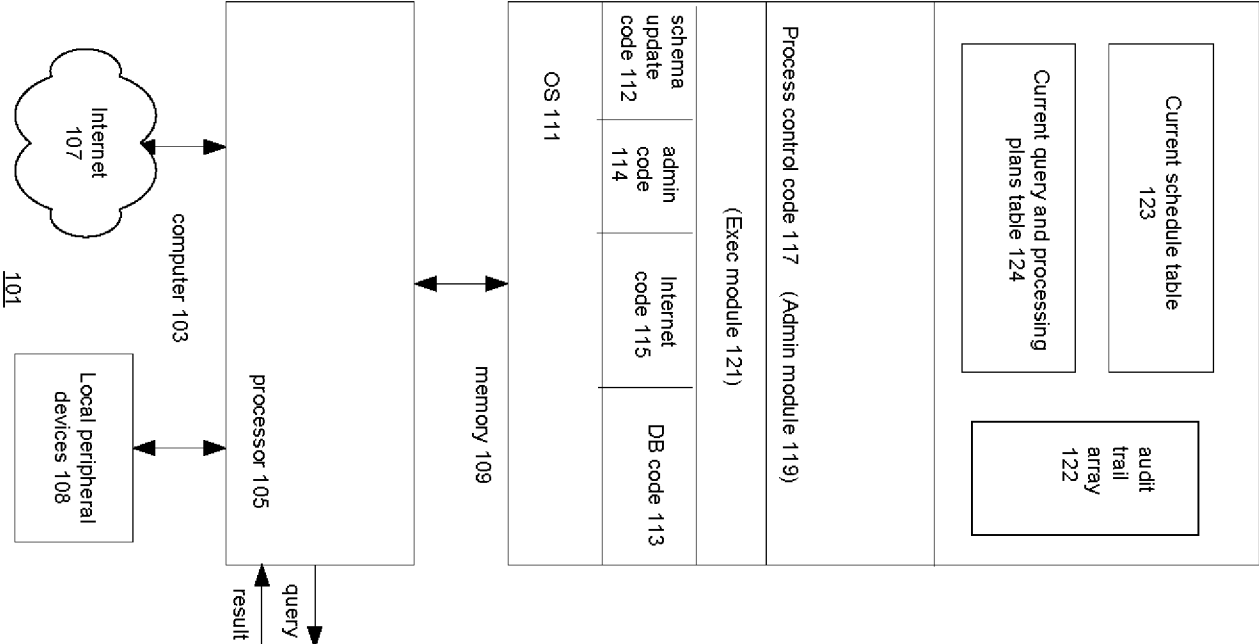 Current schedule table
123
Current query and processing
plans table 124
audit
trail
array
122
Process control code 117 (Admin module 119)
(Exec module 121)
schema
update
code 112
admin
code
114
Internet
code 115
DB code 113
OS 111
memory 109
processor 105
query
result
computer 103
Internet
107
Local peripheral
devices 108
101